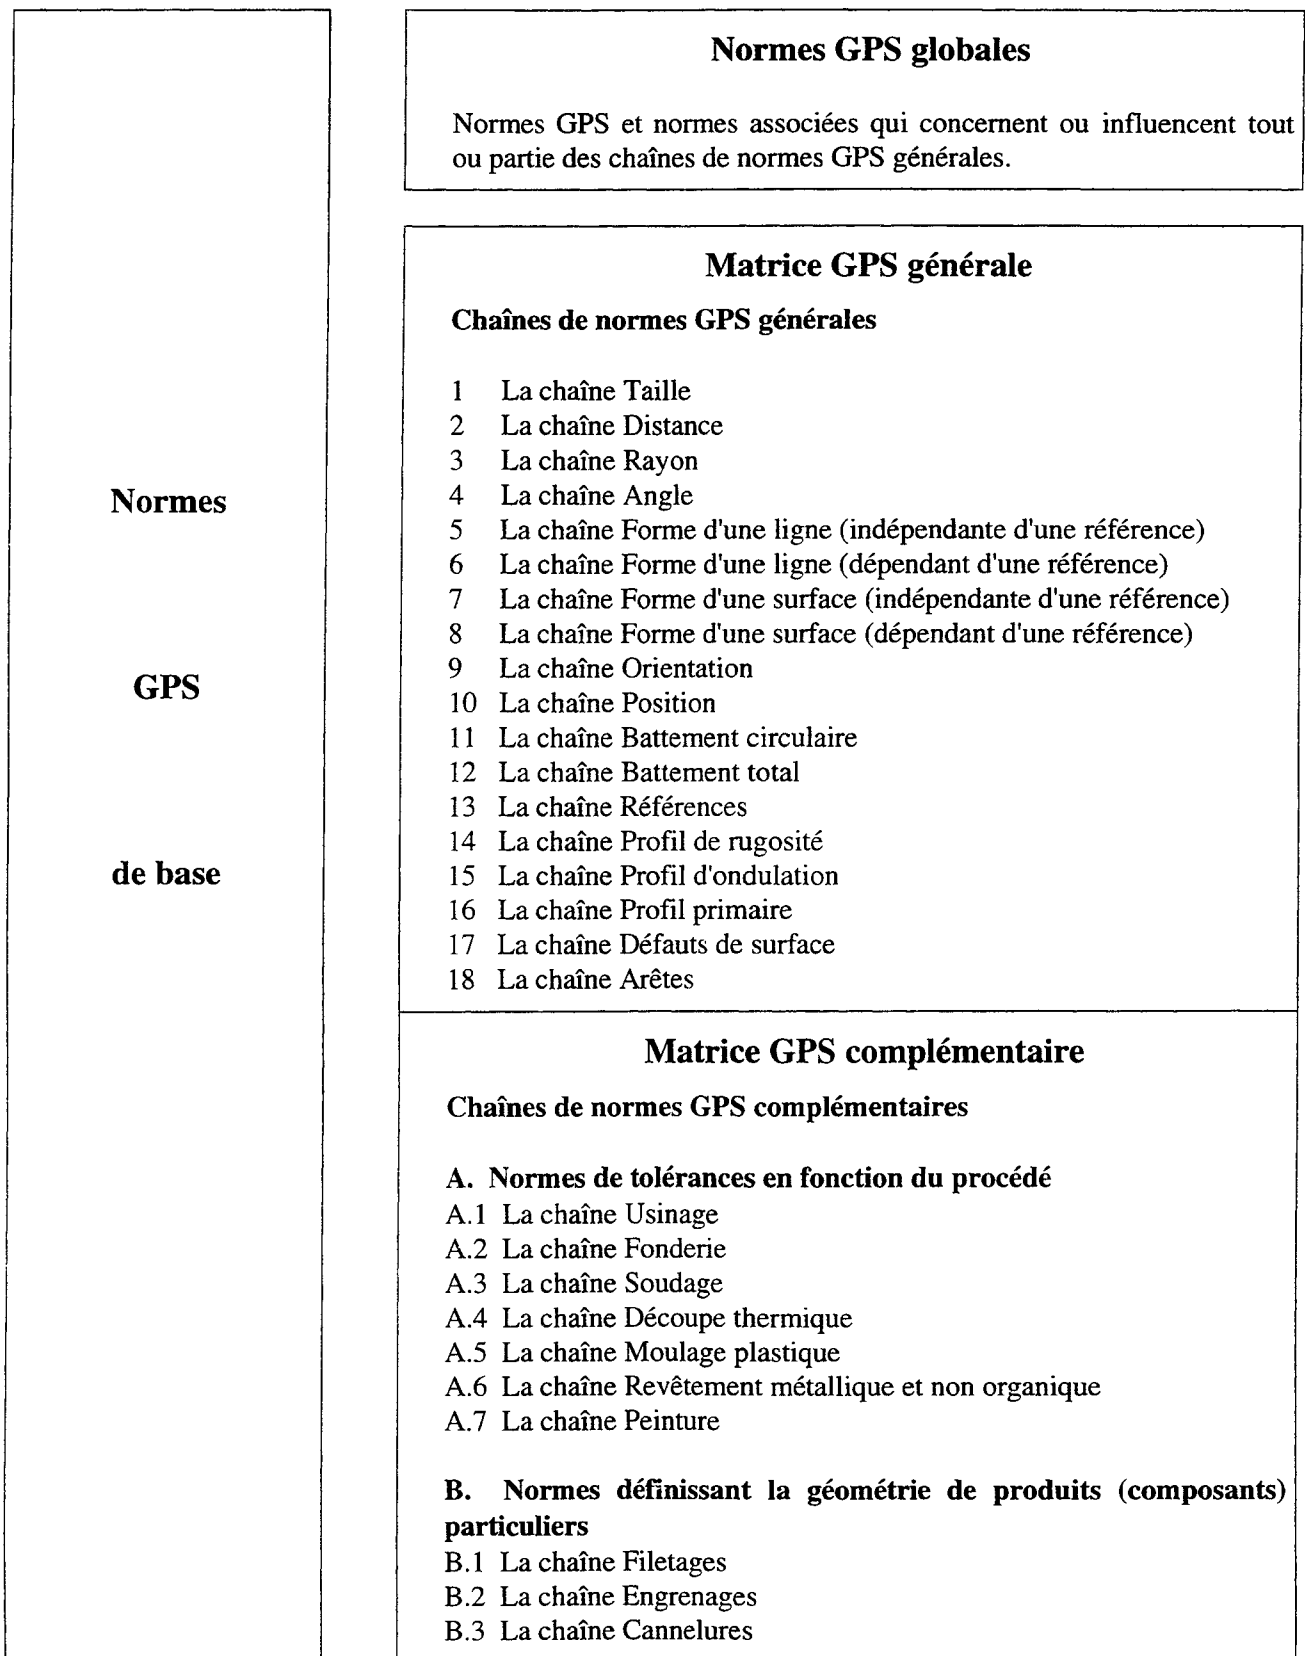 Normes
GPS
de base
Normes GPS globales
Normes GPS et normes associées qui concernent ou influencent tout
ou partie des chaînes de normes GPS générales.
Matrice GPS générale
Chaînes de normes GPS générales
1 La chaîne Taille
2 La chaîne Distance
3 La chaîne Rayon
4 La chaîne Angle
5 La chaîne Forme d'une ligne (indépendante d'une référence)
6 La chaîne Forme d'une ligne (dépendant d'une référence)
7 La chaîne Forme d'une surface (indépendante d'une référence)
8 La chaîne Forme d'une surface (dépendant d'une référence)
9 La chaîne Orientation
10 La chaîne Position
11 La chaîne Battement circulaire
12 La chaîne Battement total
13 La chaîne Références
14 La chaîne Profil de rugosité
15 La chaîne Profil d'ondulation
16 La chaîne Profil primaire
17 La chaîne Défauts de surface
18 La chaîne Arêtes
Matrice GPS complémentaire
Chaînes de normes GPS complémentaires
A. Normes de tolérances en fonction du procédé
A.1 La chaîne Usinage
A.2 La chaîne Fonderie
A.3 La chaîne Soudage
A.4 La chaîne Découpe thermique
A.5 La chaîne Moulage plastique
A.6 La chaîne Revêtement métallique et non organique
A.7 La chaîne Peinture
B. Normes définissant la géométrie de produits (composants)
particuliers
B.1 La chaîne Filetages
B.2 La chaîne Engrenages
B.3 La chaîne Cannelures